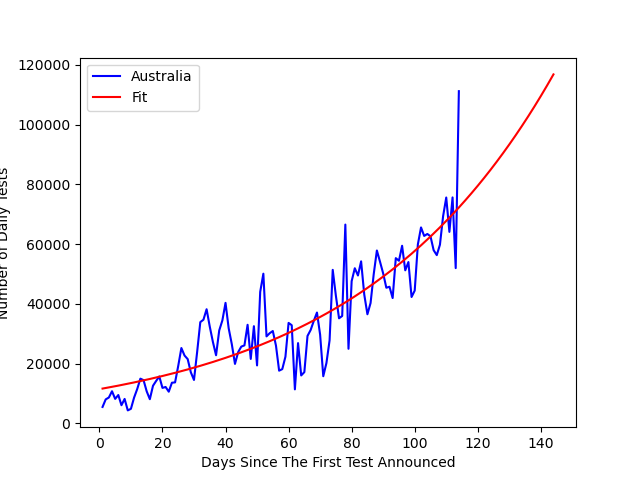 120000
100000
80000
60000
40000
20000
0
Number of Daily Tests
Australia
Fit
0 20 40 60 80 100 120 140
Days Since The First Test Announced